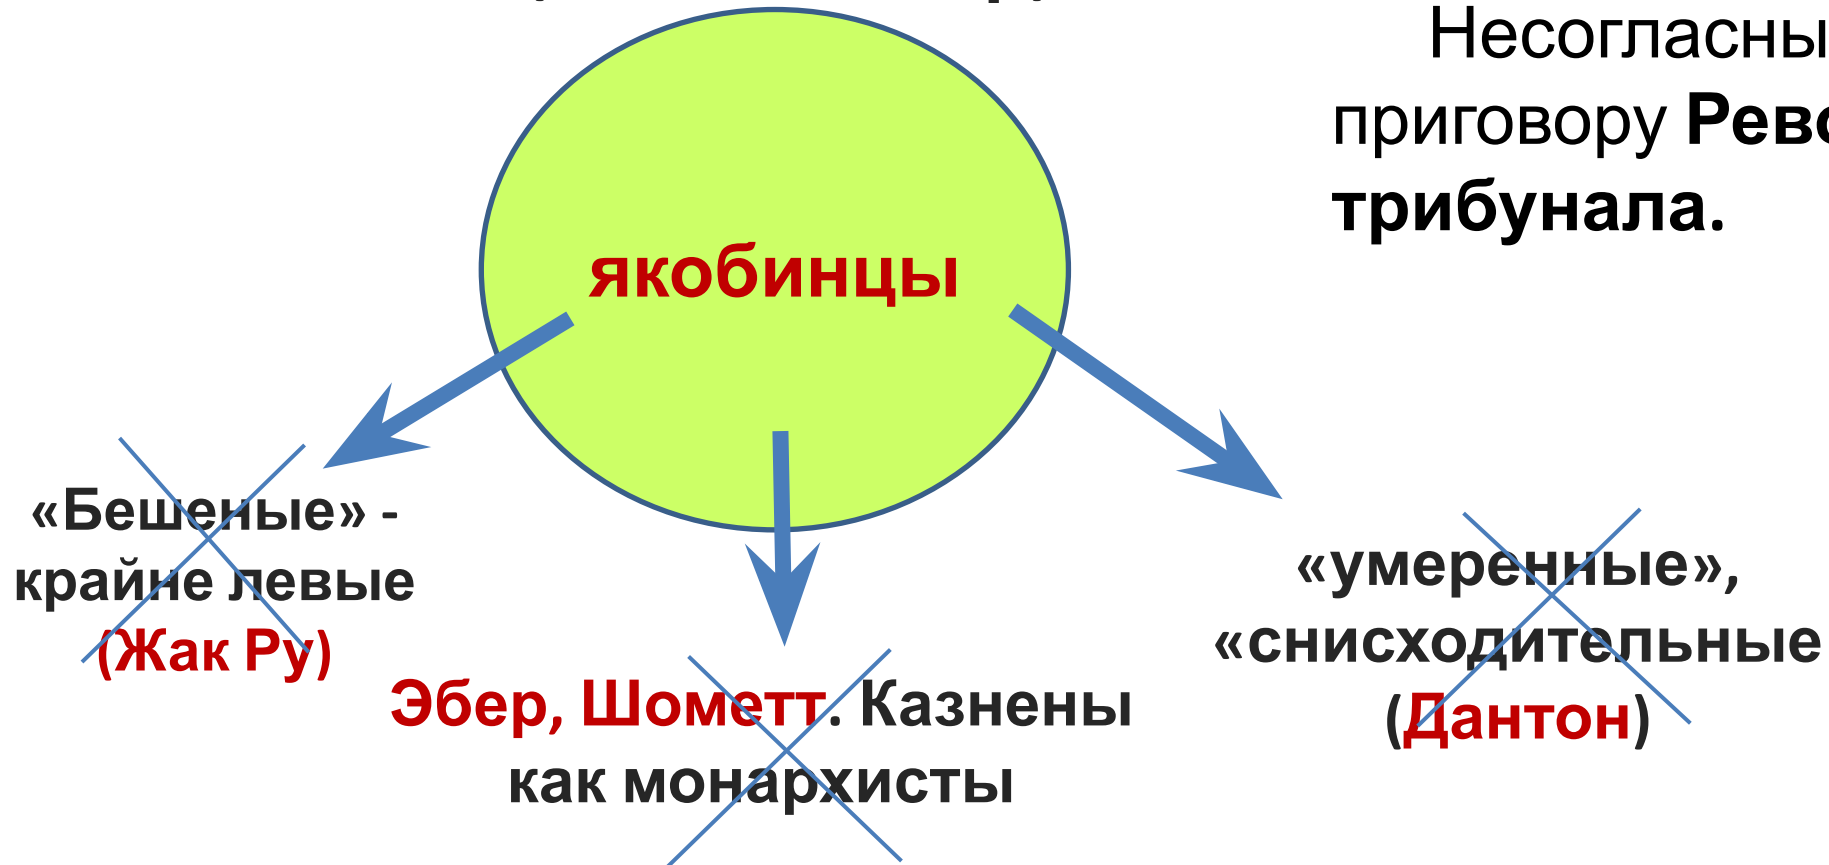 Несогласны
приговору
трибунала.
якобинцы
«Бешеные» -
крайне левые
(Жак Ру)
Эбер, Шометт. Казнены
как монархисты
«умеренные»,
«снисходительные
(Дантон)